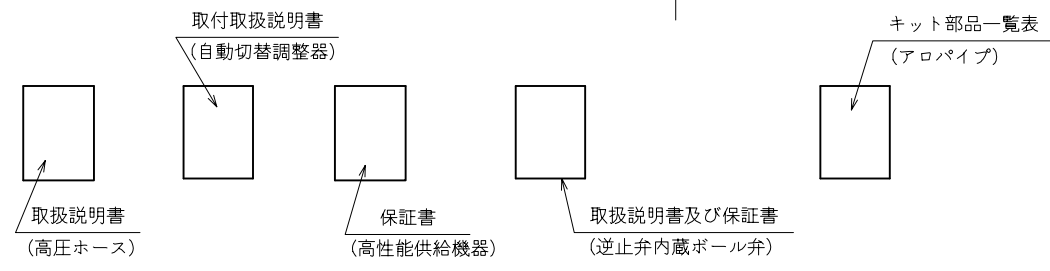 取付取扱説明書
(自動切替調整器)
キット部品一覧表
(アロパイプ)
取扱説明書
(高圧ホース)
保証書
(高性能供給機器)
取扱説明書及び保証書
(逆止弁内蔵ボール弁)